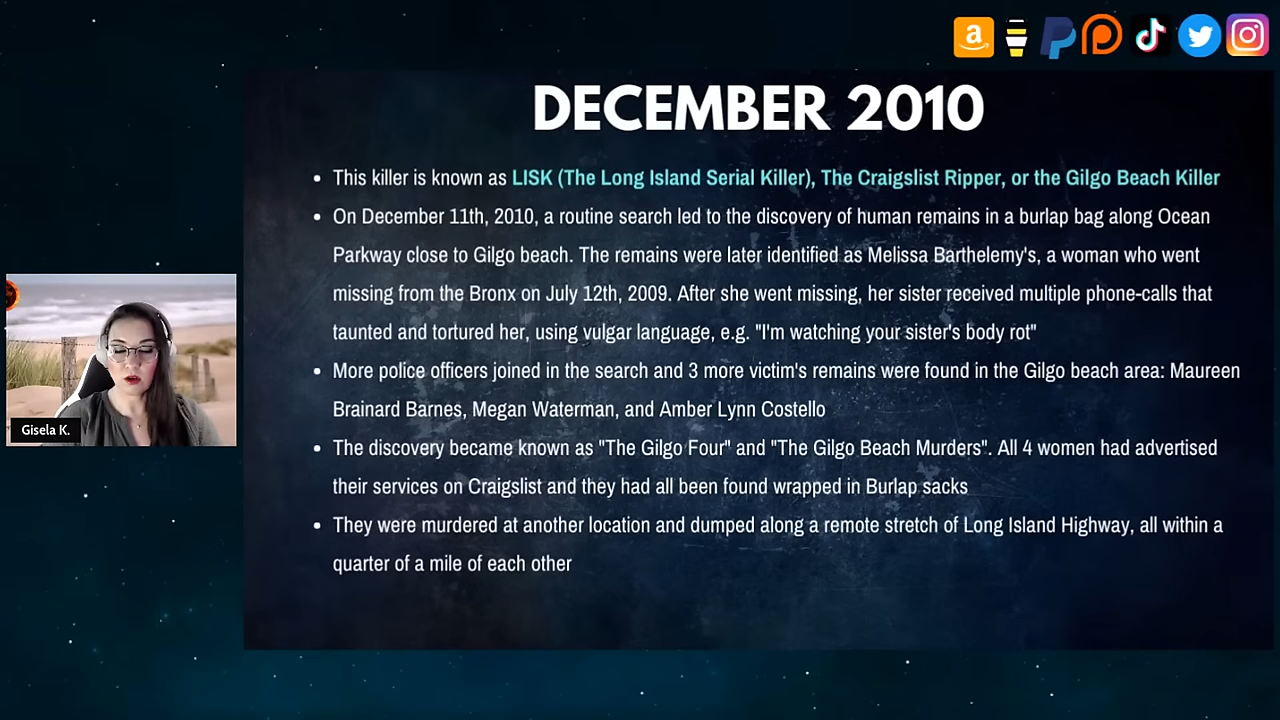 DECEMBER 2010
• This killer is known as LISK (The Long Island Serial Killer), The Craigslist Ripper, or the Gilgo Beach Killer
• On December 11th, 2010, a routine search led to the discovery of human remains in a burlap bag along Ocean
Parkway close to Gilgo beach. The remains were later identified as Melissa Barthelemy's, a woman who went
missing from the Bronx on July 12th, 2009. After she went missing, her sister received multiple phone-calls that
taunted and tortured her, using vulgar language, e.g. "I'm watching your sister's body rot"
• More police officers joined in the search and 3 more victim's remains were found in the Gilgo beach area: Maureen
Brainard Barnes, Megan Waterman, and Amber Lynn Costello
• The discovery became known as "The Gilgo Four" and "The Gilgo Beach Murders". All 4 women had advertised
their services on Craigslist and they had all been found wrapped in Burlap sacks
• They were murdered at another location and dumped along a remote stretch of Long Island Highway, all within a
quarter of a mile of each other
Gisela K.